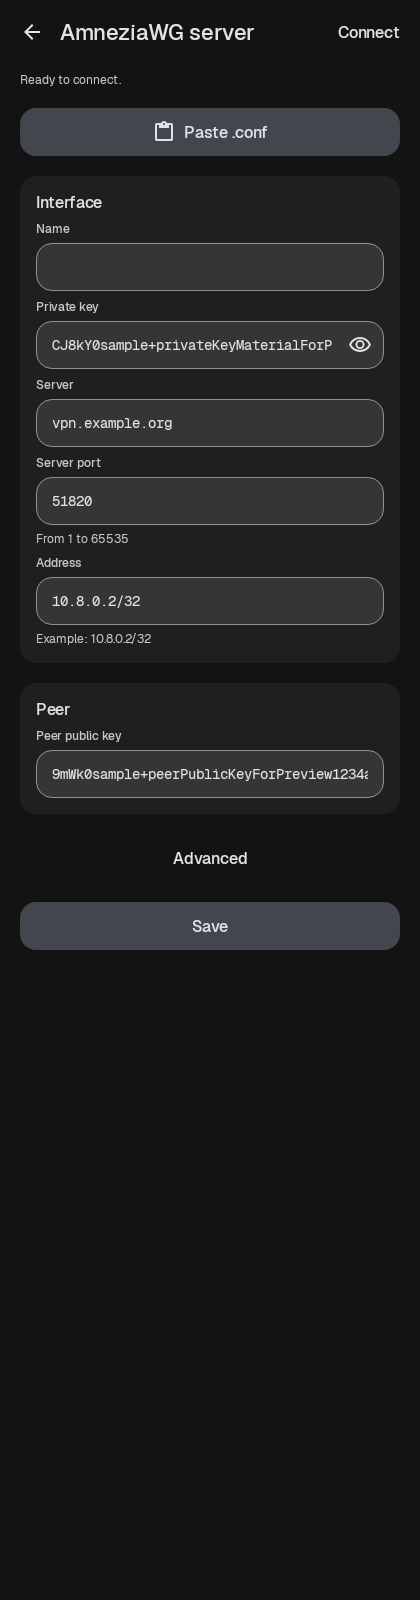 AmneziaWG server
Connect
Ready to connect.
Paste .conf
Interface
Name
Private key
CJ8kY0sample+privateKeyMaterialForP
Server
vpn.example.org
Server port
51820
From 1 to 65535
Address
10.8.0.2/32
Example: 10.8.0.2/32
Peer
Peer public key
9mWk0sample+peerPublicKeyForPreview1234a
Advanced
Save